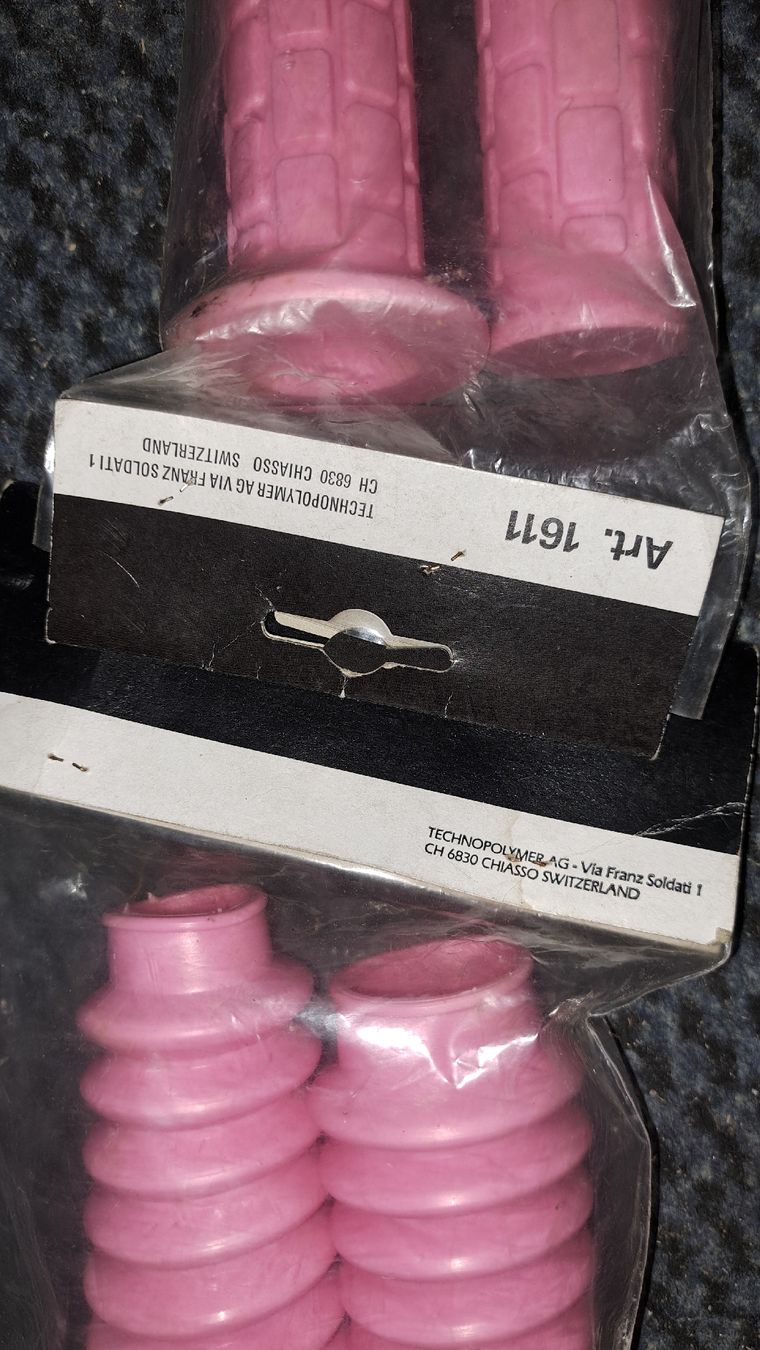 Art. 1611
TECHNOPOLYMER AG VIA FRANZ SOLDATI 1
CH 6830 CHIASSO SWITZERLAND
TECHNOPOLYMER AG - Via Franz Soldati 1
CH 6830 CHIASSO SWITZERLAND